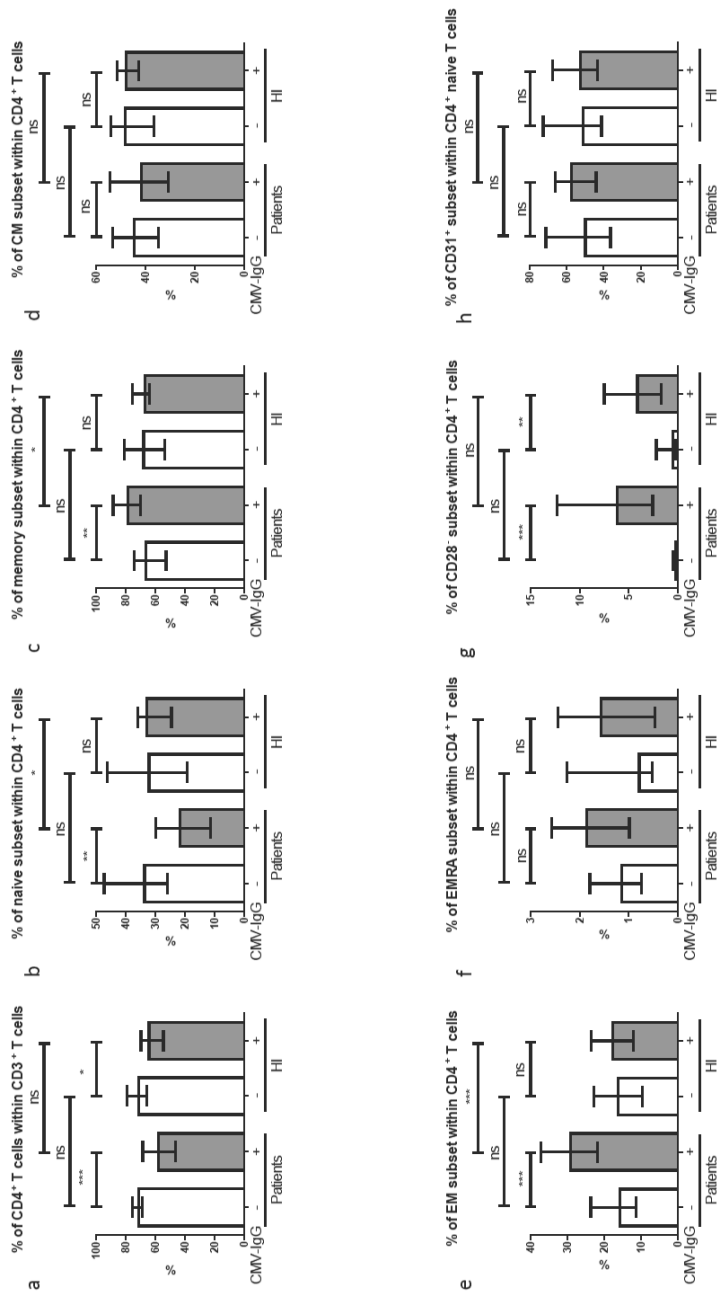 a
% of CD4⁺ T cells within CD3⁺ T cells
ns
ns
*** *
100
80
60
40
20
0
%
CMV-IgG - + - +
Patients HI
b
% of naive subset within CD4⁺ T cells
*
ns
** ns
50
40
30
20
10
0
%
CMV-IgG - + - +
Patients HI
c
% of memory subset within CD4⁺ T cells
*
ns
** ns
100
80
60
40
20
0
%
CMV-IgG - + - +
Patients HI
d
% of CM subset within CD4⁺ T cells
ns
ns
ns ns
60
40
20
0
%
CMV-IgG - + - +
Patients HI
e
% of EM subset within CD4⁺ T cells
***
ns
*** ns
40
30
20
10
0
%
CMV-IgG - + - +
Patients HI
f
% of EMRA subset within CD4⁺ T cells
ns
ns
ns ns
3
2
1
0
%
CMV-IgG - + - +
Patients HI
g
% of CD28⁻ subset within CD4⁺ T cells
ns
ns
*** **
15
10
5
0
%
CMV-IgG - + - +
Patients HI
h
% of CD31⁺ subset within CD4⁺ naive T cells
ns
ns
ns ns
80
60
40
20
0
%
CMV-IgG - + - +
Patients HI